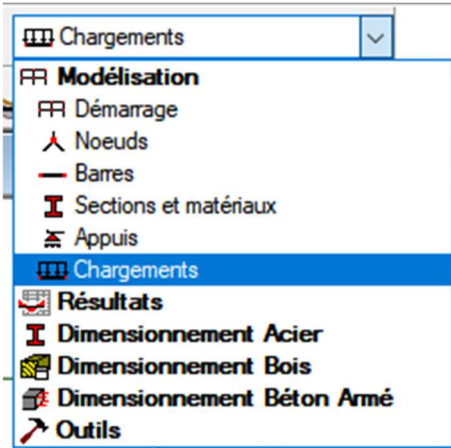 Chargements
Modélisation
Démarrage
Noeuds
Barres
Sections et matériaux
Appuis
Chargements
Résultats
Dimensionnement Acier
Dimensionnement Bois
Dimensionnement Béton Armé
Outils